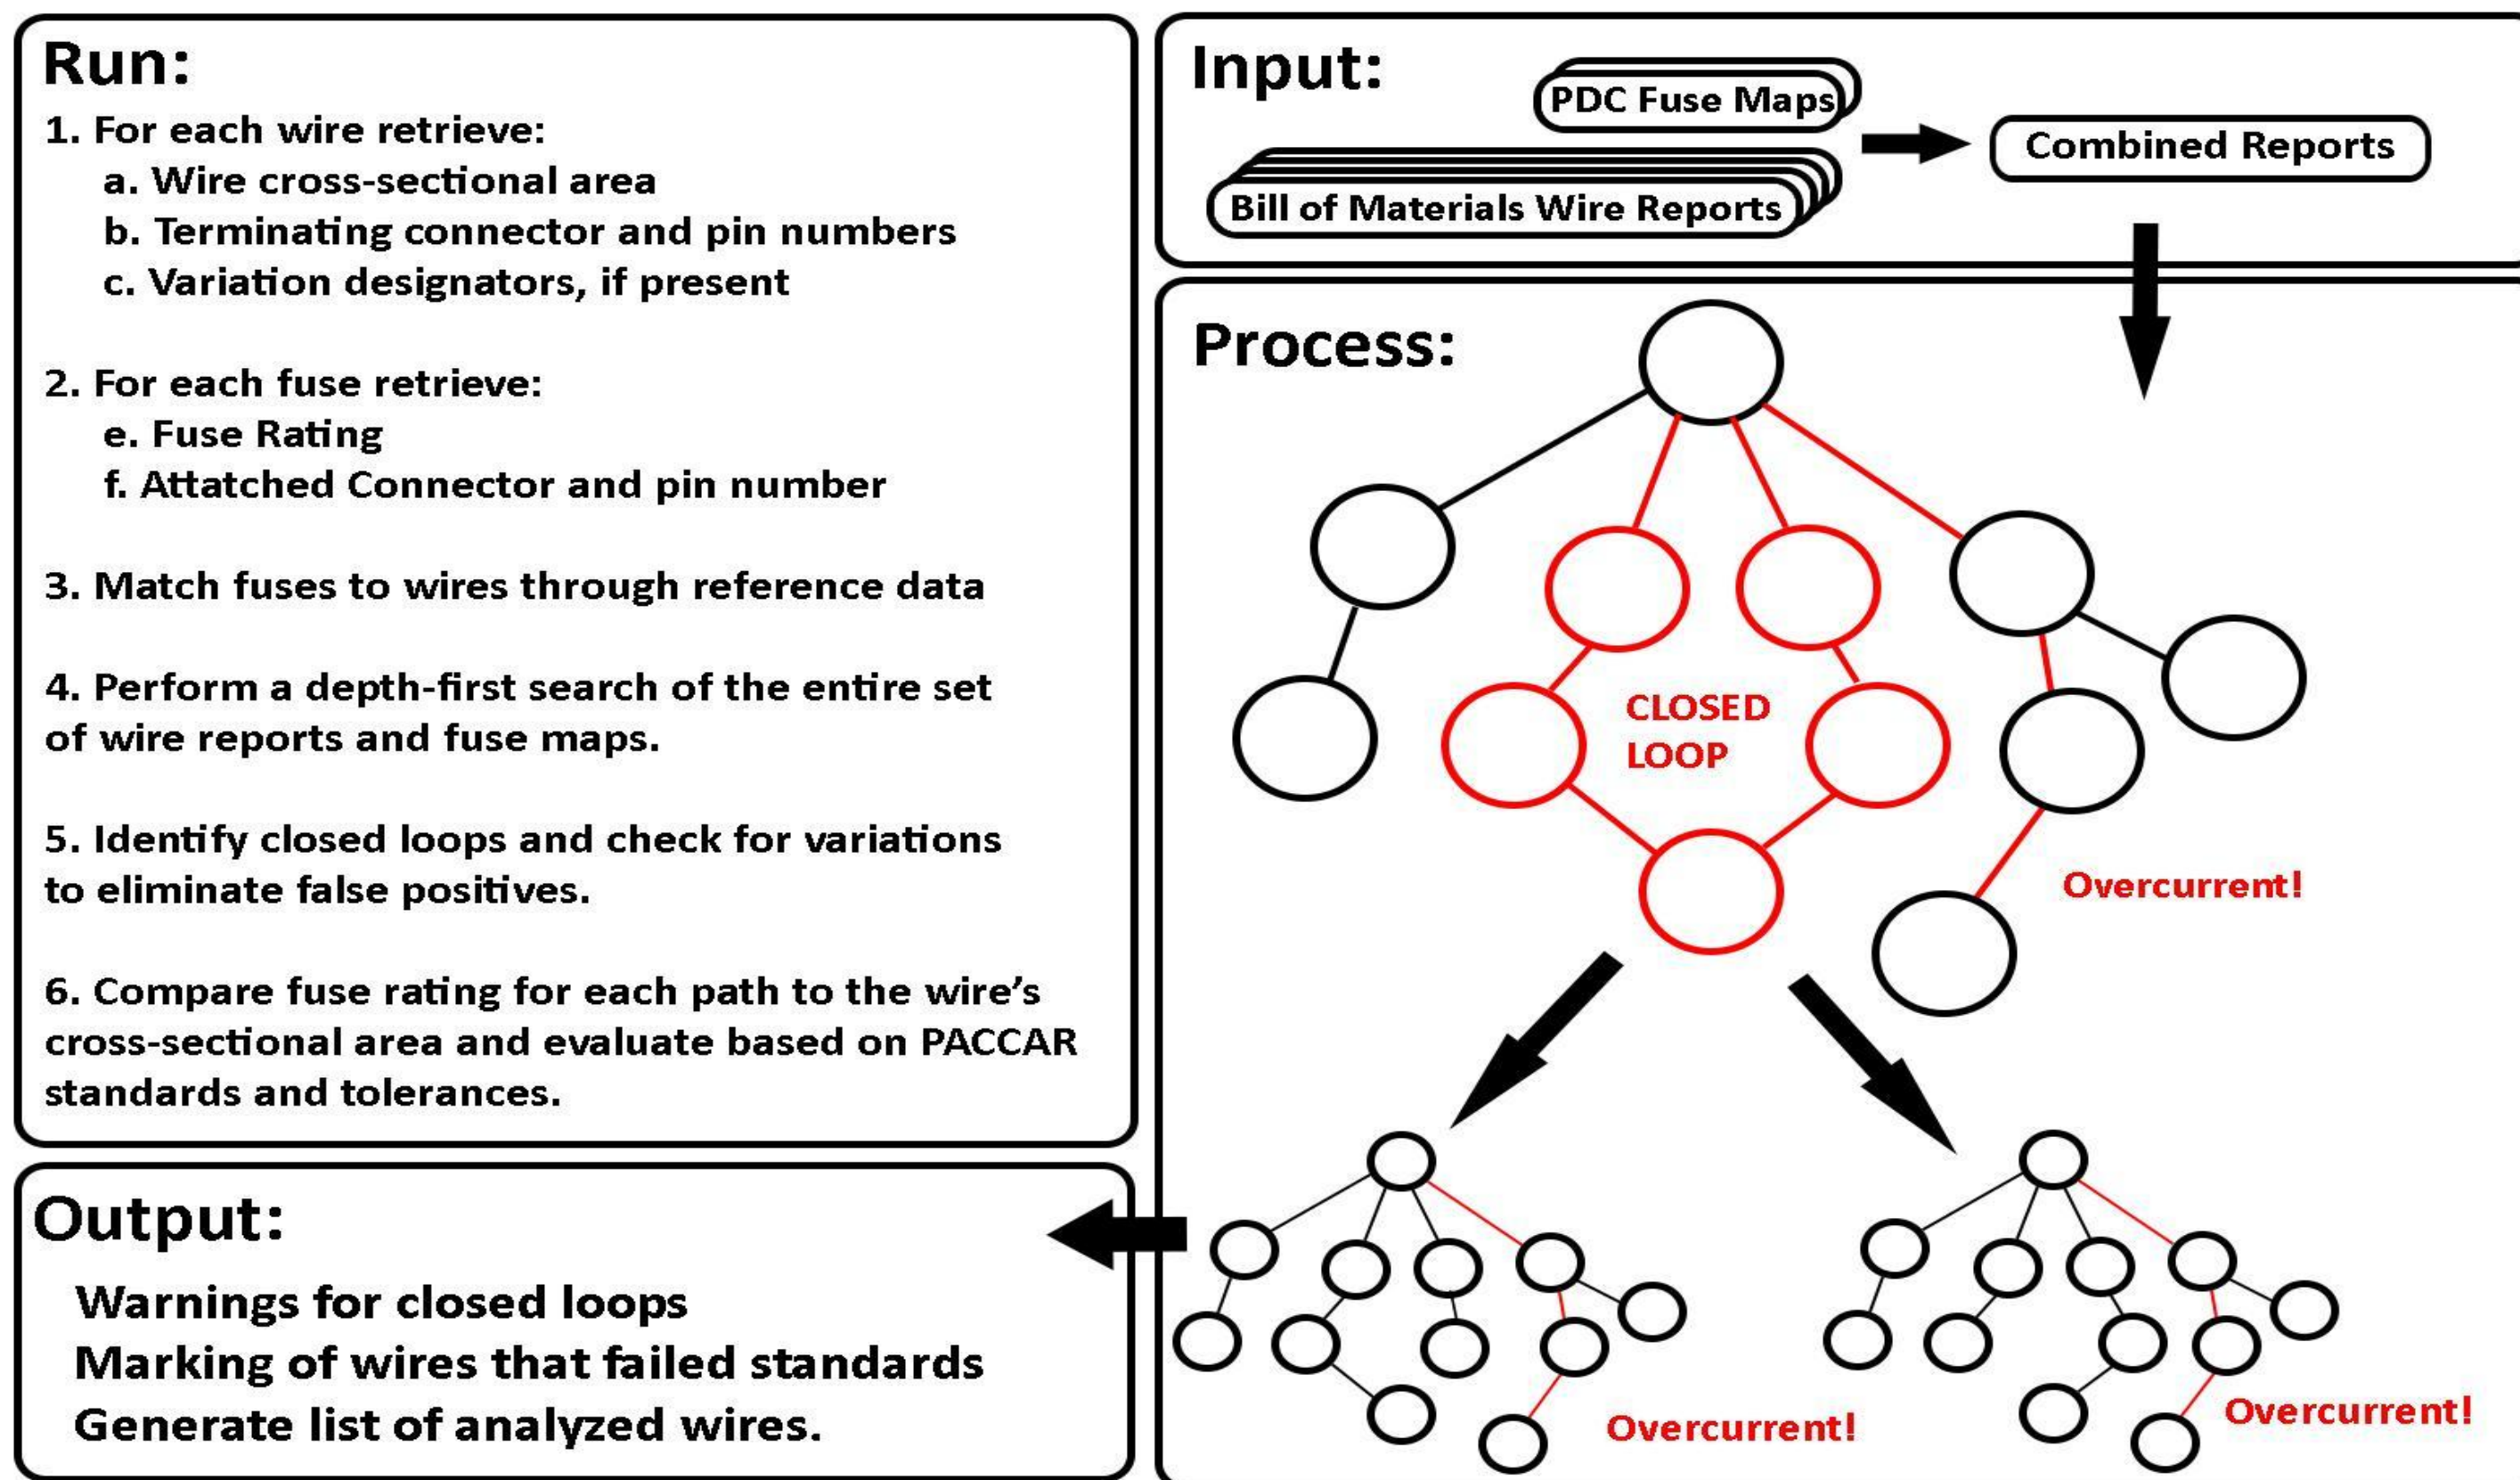 Run:
1. For each wire retrieve:
a. Wire cross-sectional area
b. Terminating connector and pin numbers
c. Variation designators, if present
2. For each fuse retrieve:
e. Fuse Rating
f. Attatched Connector and pin number
3. Match fuses to wires through reference data
4. Perform a depth-first search of the entire set
of wire reports and fuse maps.
5. Identify closed loops and check for variations
to eliminate false positives.
6. Compare fuse rating for each path to the wire’s
cross-sectional area and evaluate based on PACCAR
standards and tolerances.
Input:
PDC Fuse Maps
Bill of Materials Wire Reports
Combined Reports
Process:
CLOSED
LOOP
Overcurrent!
Overcurrent!
Overcurrent!
Output:
Warnings for closed loops
Marking of wires that failed standards
Generate list of analyzed wires.